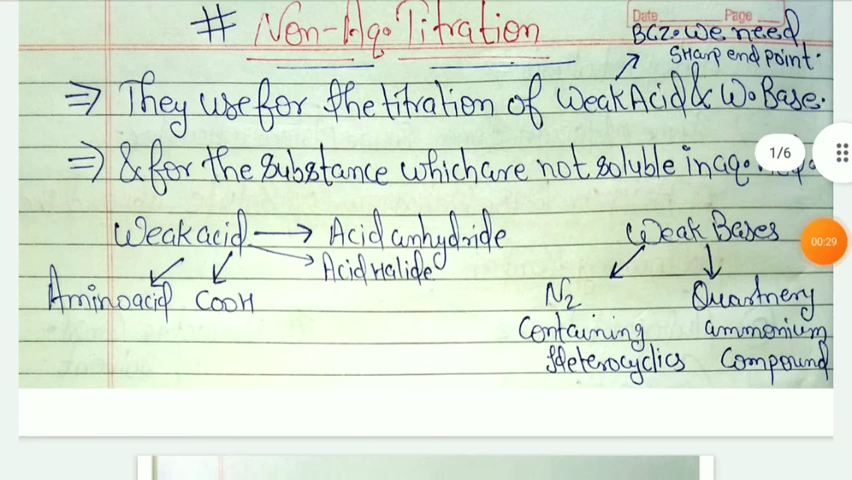 Date Page
# Non-Aq. Titration
Bcz. we need
Sharp end point.
⇒ They use for the titration of Weak Acid & W. Base.
⇒ & for the substance which are not soluble in aq.
1/6
00:29
Weak acid → Acid anhydride
Acid Halide
Aminoacid COOH
Weak Bases
N2
Containing
Heterocyclics
Quartnery
ammonium
Compound